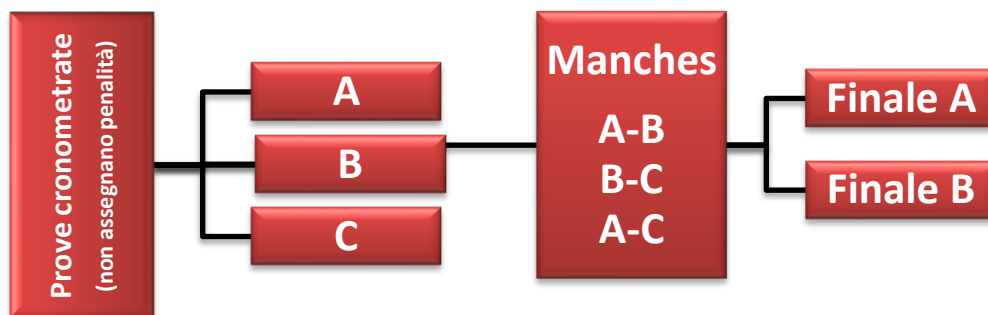 Prove cronometrate
(non assegnano penalità)
A
B
C
Manches
A-B
B-C
A-C
Finale A
Finale B